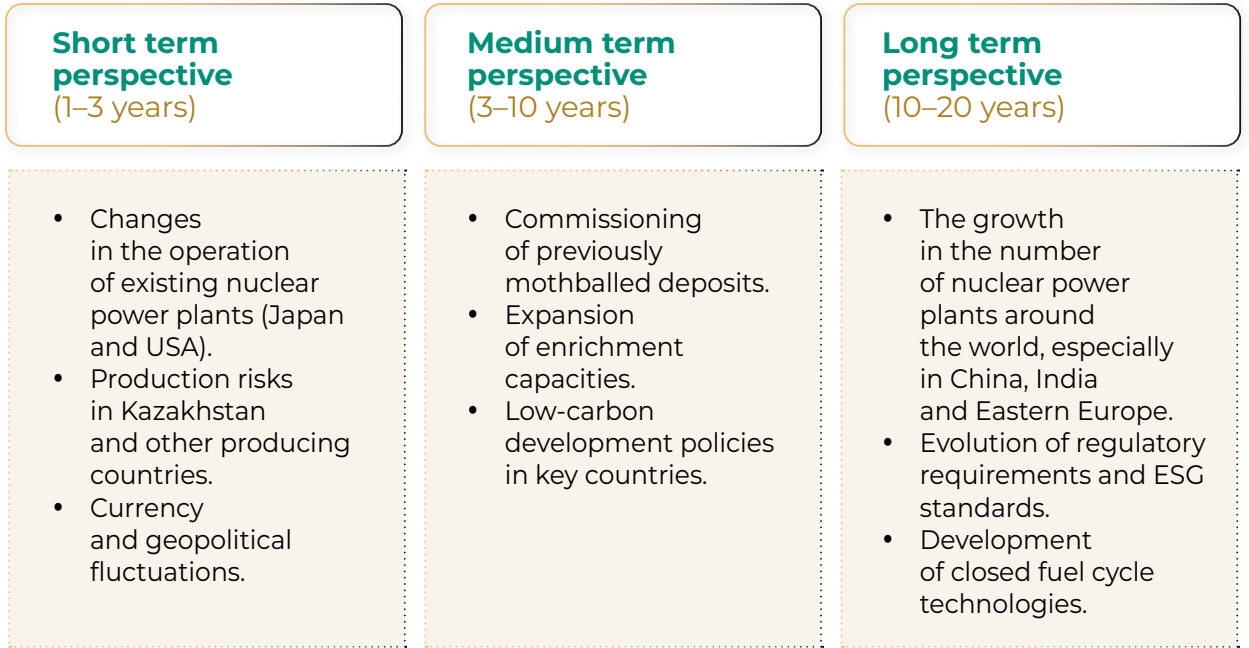 Short term
perspective
(1–3 years)
• Changes
in the operation
of existing nuclear
power plants (Japan
and USA).
• Production risks
in Kazakhstan
and other producing
countries.
• Currency
and geopolitical
fluctuations.
Medium term
perspective
(3–10 years)
• Commissioning
of previously
mothballed deposits.
• Expansion
of enrichment
capacities.
• Low-carbon
development policies
in key countries.
Long term
perspective
(10–20 years)
• The growth
in the number
of nuclear power
plants around
the world, especially
in China, India
and Eastern Europe.
• Evolution of regulatory
requirements and ESG
standards.
• Development
of closed fuel cycle
technologies.